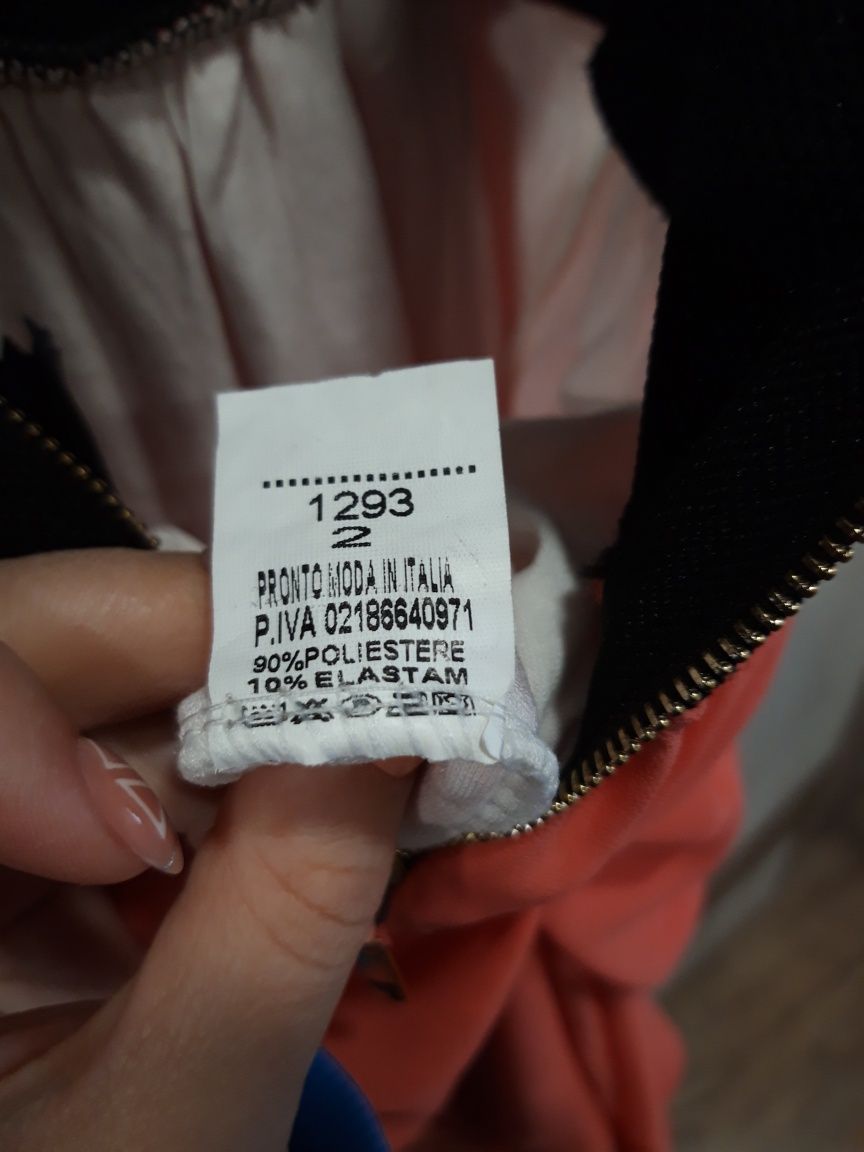 1293
2
PRONTO MODA IN ITALIA
P.IVA 02186640971
90%POLIESTERE
10% ELASTAM